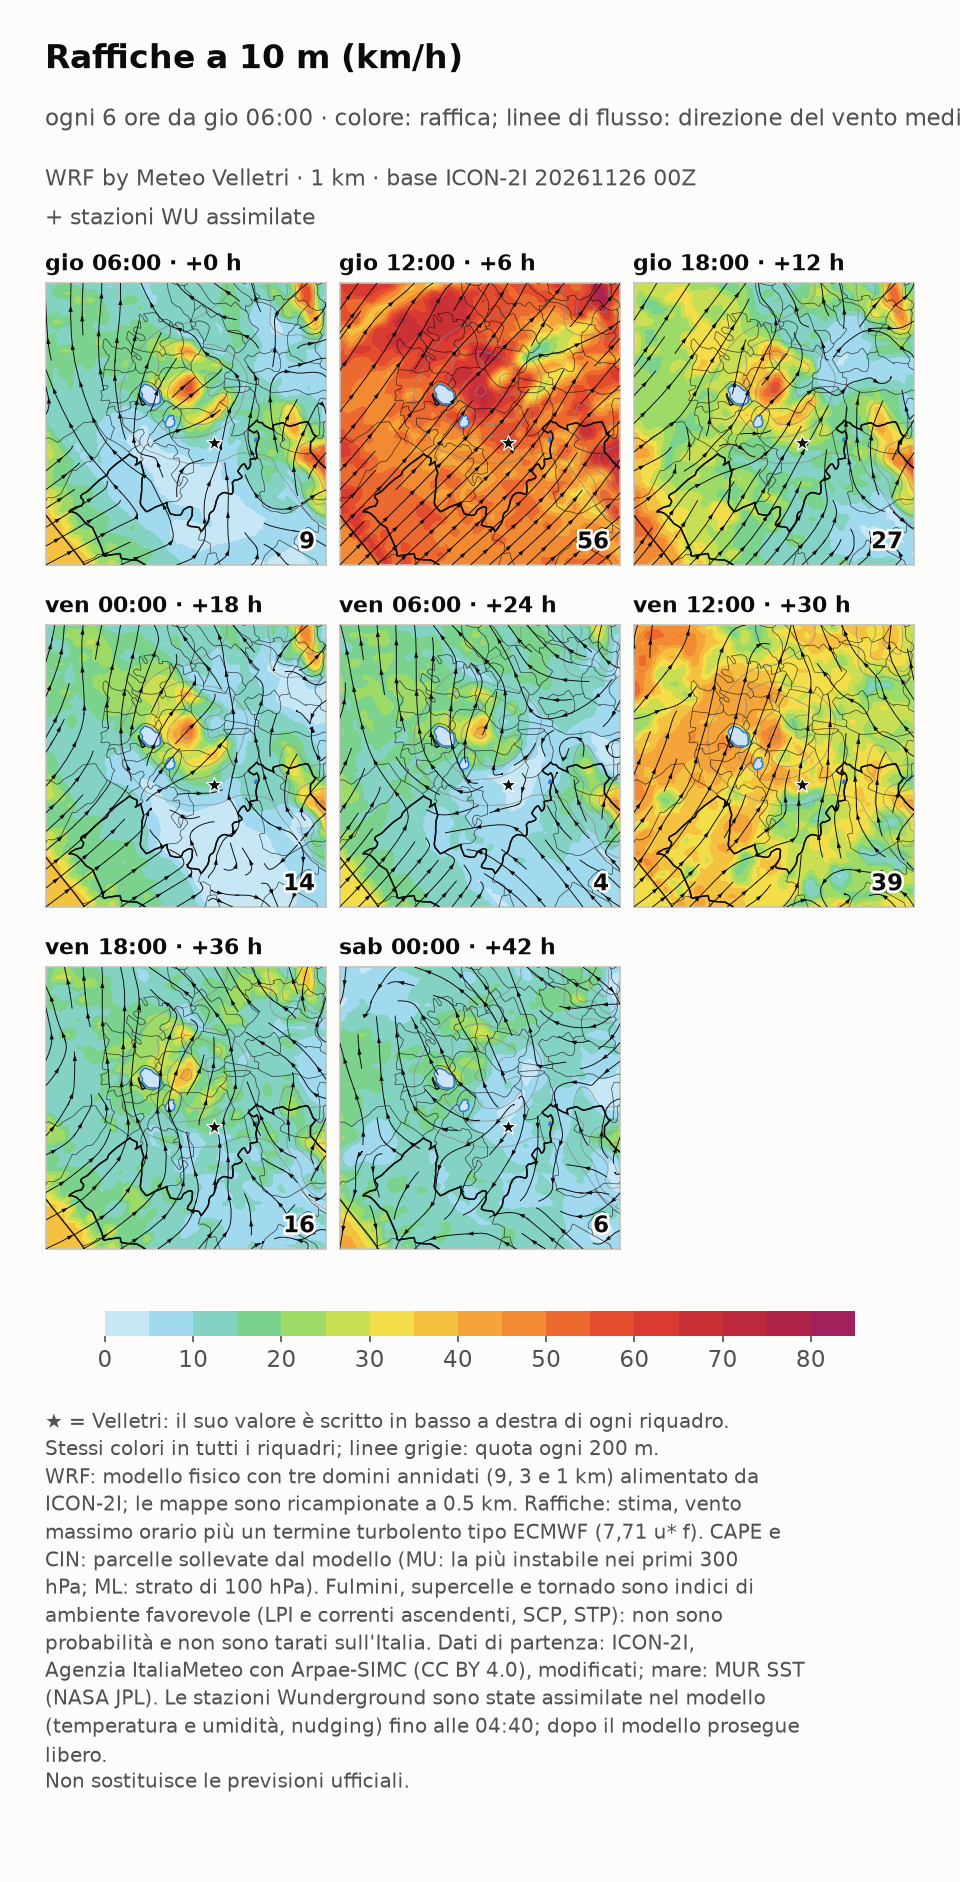 Raffiche a 10 m (km/h)
ogni 6 ore da gio 06:00 · colore: raffica; linee di flusso: direzione del vento medi
WRF by Meteo Velletri · 1 km · base ICON-2I 20261126 00Z
+ stazioni WU assimilate
gio 06:00 · +0 h
gio 12:00 · +6 h
gio 18:00 · +12 h
9
56
27
ven 00:00 · +18 h
ven 06:00 · +24 h
ven 12:00 · +30 h
14
4
39
ven 18:00 · +36 h
sab 00:00 · +42 h
16
6
0 10 20 30 40 50 60 70 80
★ = Velletri: il suo valore è scritto in basso a destra di ogni riquadro.
Stessi colori in tutti i riquadri; linee grigie: quota ogni 200 m.
WRF: modello fisico con tre domini annidati (9, 3 e 1 km) alimentato da
ICON-2I; le mappe sono ricampionate a 0.5 km. Raffiche: stima, vento
massimo orario più un termine turbolento tipo ECMWF (7,71 u* f). CAPE e
CIN: parcelle sollevate dal modello (MU: la più instabile nei primi 300
hPa; ML: strato di 100 hPa). Fulmini, supercelle e tornado sono indici di
ambiente favorevole (LPI e correnti ascendenti, SCP, STP): non sono
probabilità e non sono tarati sull'Italia. Dati di partenza: ICON-2I,
Agenzia ItaliaMeteo con Arpae-SIMC (CC BY 4.0), modificati; mare: MUR SST
(NASA JPL). Le stazioni Wunderground sono state assimilate nel modello
(temperatura e umidità, nudging) fino alle 04:40; dopo il modello prosegue
libero.
Non sostituisce le previsioni ufficiali.